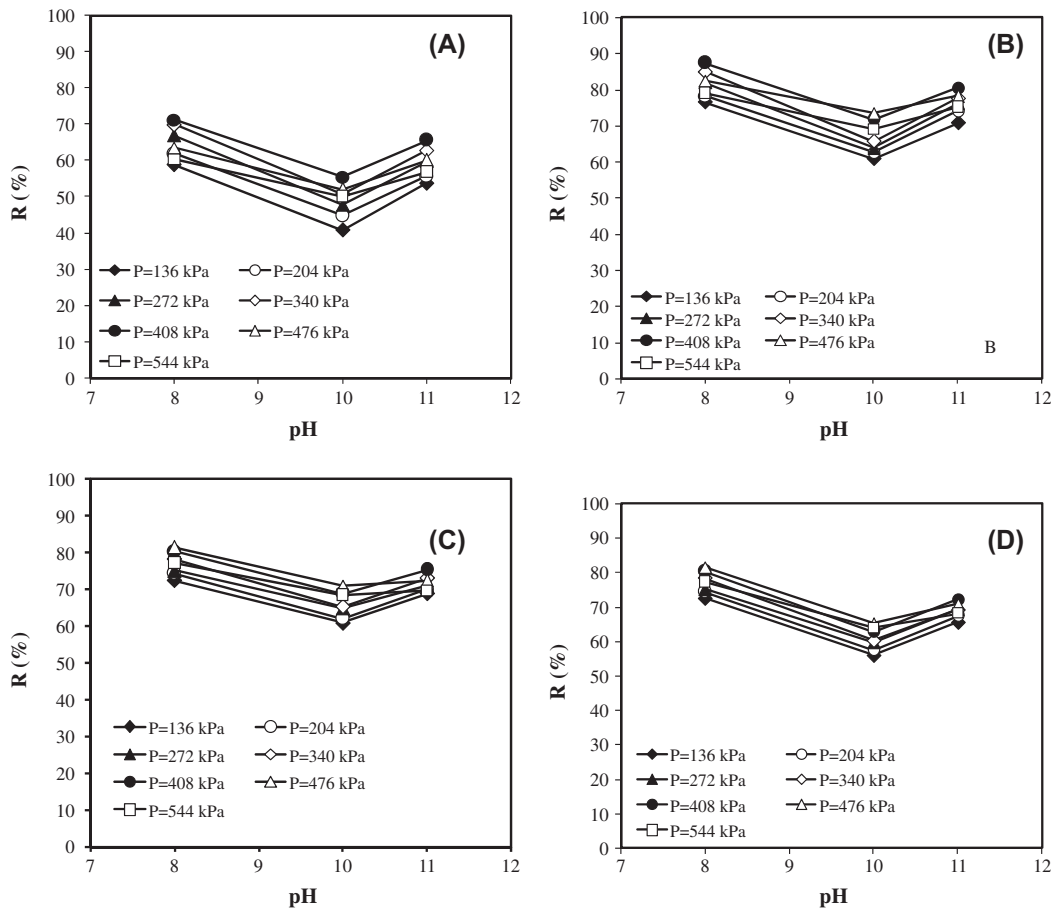 (A)
100
90
80
70
60
50
40
30
20
10
0
R (%)
P=136 kPa P=204 kPa
P=272 kPa P=340 kPa
P=408 kPa P=476 kPa
P=544 kPa
7 8 9 10 11 12
pH
(B)
100
90
80
70
60
50
40
30
20
10
0
R (%)
P=136 kPa P=204 kPa
P=272 kPa P=340 kPa
P=408 kPa P=476 kPa
B
P=544 kPa
7 8 9 10 11 12
pH
(C)
100
90
80
70
60
50
40
30
20
10
0
R (%)
P=136 kPa P=204 kPa
P=272 kPa P=340 kPa
P=408 kPa P=476 kPa
P=544 kPa
7 8 9 10 11 12
pH
(D)
100
90
80
70
60
50
40
30
20
10
0
R (%)
P=136 kPa P=204 kPa
P=272 kPa P=340 kPa
P=408 kPa P=476 kPa
P=544 kPa
7 8 9 10 11 12
pH